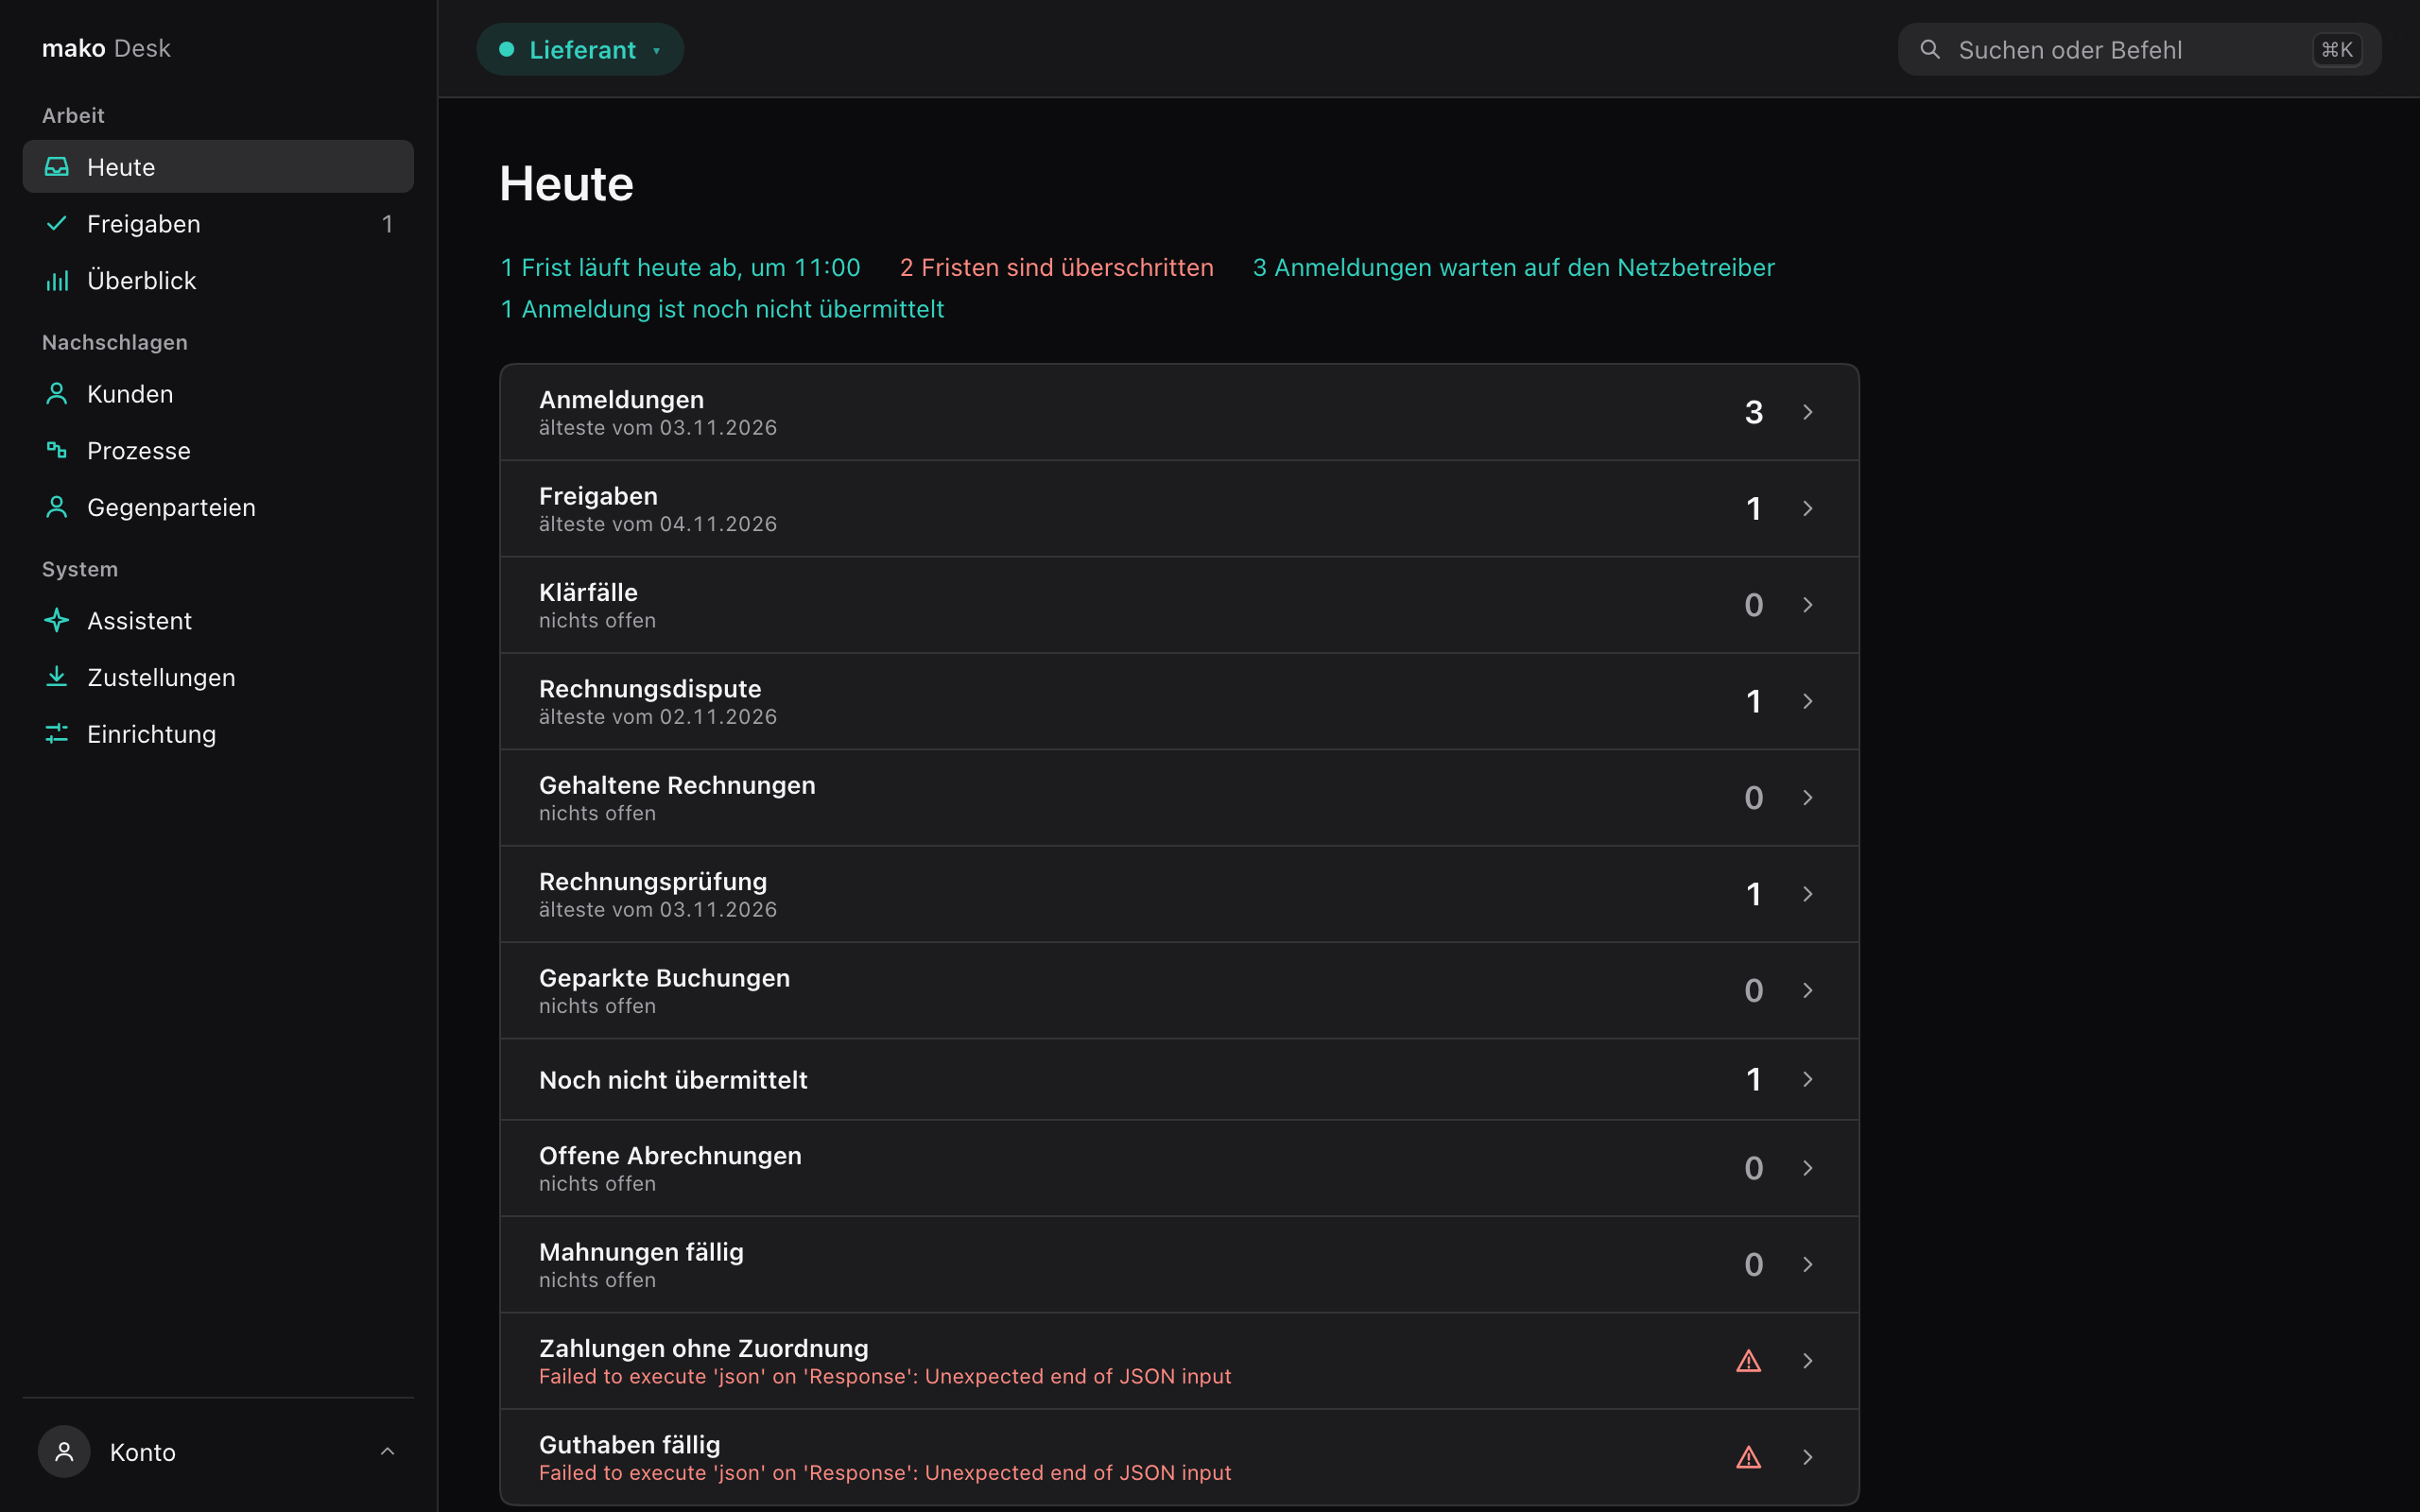 mako Desk
Lieferant
Suchen oder Befehl ⌘K
Arbeit
Heute
Freigaben 1
Überblick
Nachschlagen
Kunden
Prozesse
Gegenparteien
System
Assistent
Zustellungen
Einrichtung
Konto
Heute
1 Frist läuft heute ab, um 11:00 2 Fristen sind überschritten 3 Anmeldungen warten auf den Netzbetreiber
1 Anmeldung ist noch nicht übermittelt
Anmeldungen 3
älteste vom 03.11.2026
Freigaben 1
älteste vom 04.11.2026
Klärfälle 0
nichts offen
Rechnungsdispute 1
älteste vom 02.11.2026
Gehaltene Rechnungen 0
nichts offen
Rechnungsprüfung 1
älteste vom 03.11.2026
Geparkte Buchungen 0
nichts offen
Noch nicht übermittelt 1
Offene Abrechnungen 0
nichts offen
Mahnungen fällig 0
nichts offen
Zahlungen ohne Zuordnung
Failed to execute 'json' on 'Response': Unexpected end of JSON input
Guthaben fällig
Failed to execute 'json' on 'Response': Unexpected end of JSON input